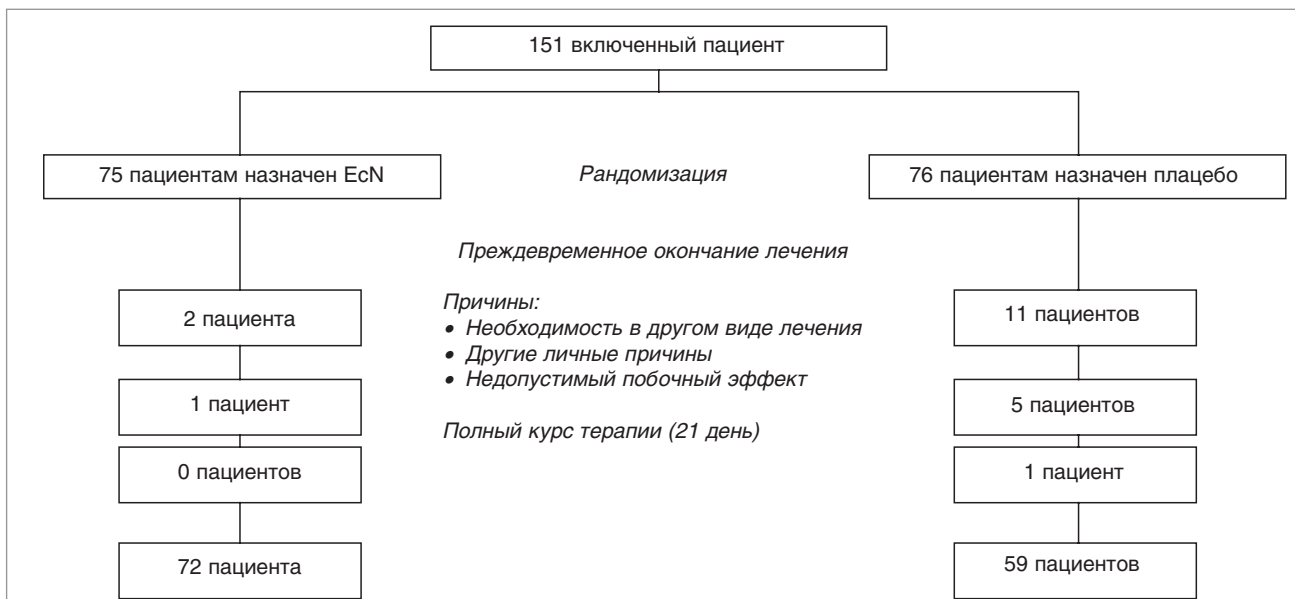 151 включенный пациент
75 пациентам назначен EcN
Рандомизация
76 пациентам назначен плацебо
Преждевременное окончание лечения
2 пациента
Причины:
• Необходимость в другом виде лечения
• Другие личные причины
• Недопустимый побочный эффект
11 пациентов
1 пациент
5 пациентов
Полный курс терапии (21 день)
0 пациентов
1 пациент
72 пациента
59 пациентов